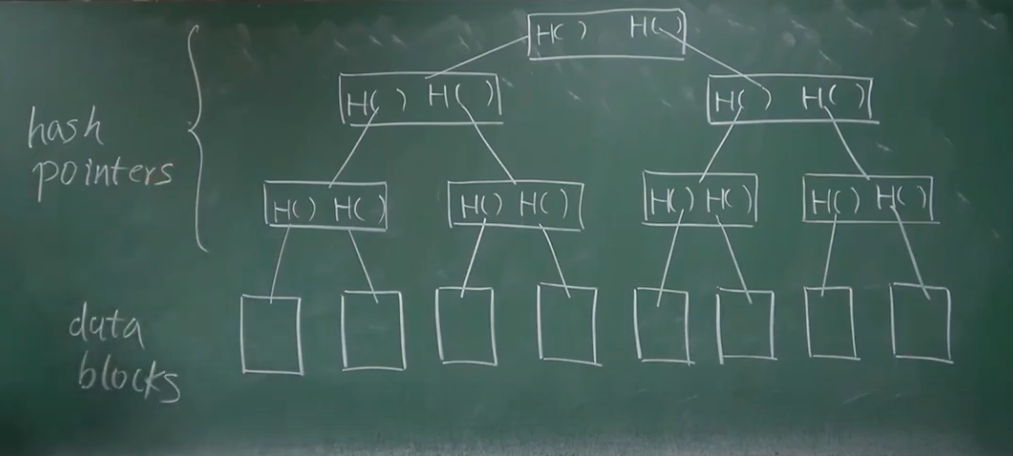 H( ) H( )
H( ) H( ) H( ) H( )
hash
pointers
H( ) H( ) H( ) H( ) H( ) H( ) H( ) H( )
data
blocks